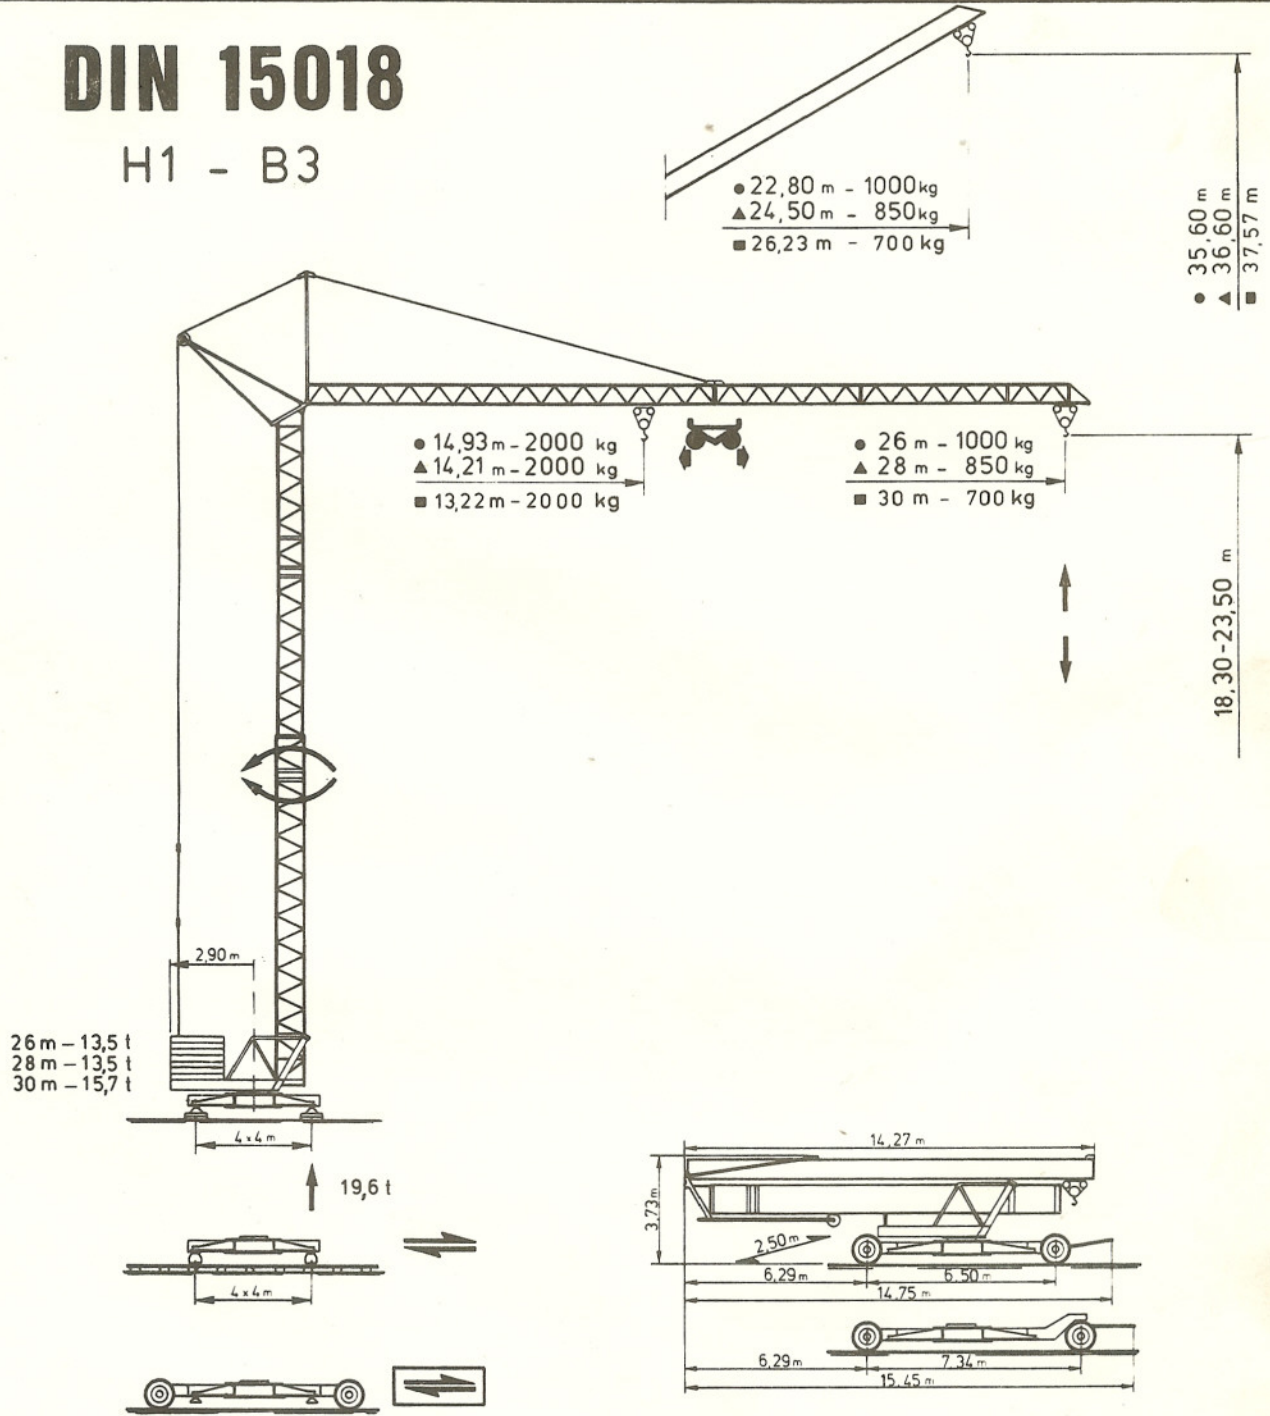 DIN 15018
H1 - B3
● 22,80 m - 1000 kg
▲ 24,50 m - 850 kg
■ 26,23 m - 700 kg
● 35,60 m
▲ 36,60 m
■ 37,57 m
● 14,93 m - 2000 kg
▲ 14,21 m - 2000 kg
■ 13,22 m - 2000 kg
● 26 m - 1000 kg
▲ 28 m - 850 kg
■ 30 m - 700 kg
18,30-23,50 m
2,90 m
26 m - 13,5 t
28 m - 13,5 t
30 m - 15,7 t
4 x 4 m
19,6 t
4 x 4 m
14,27 m
3,73 m
2,50 m
6,29 m
6,50 m
14,75 m
6,29 m
7,34 m
15,45 m